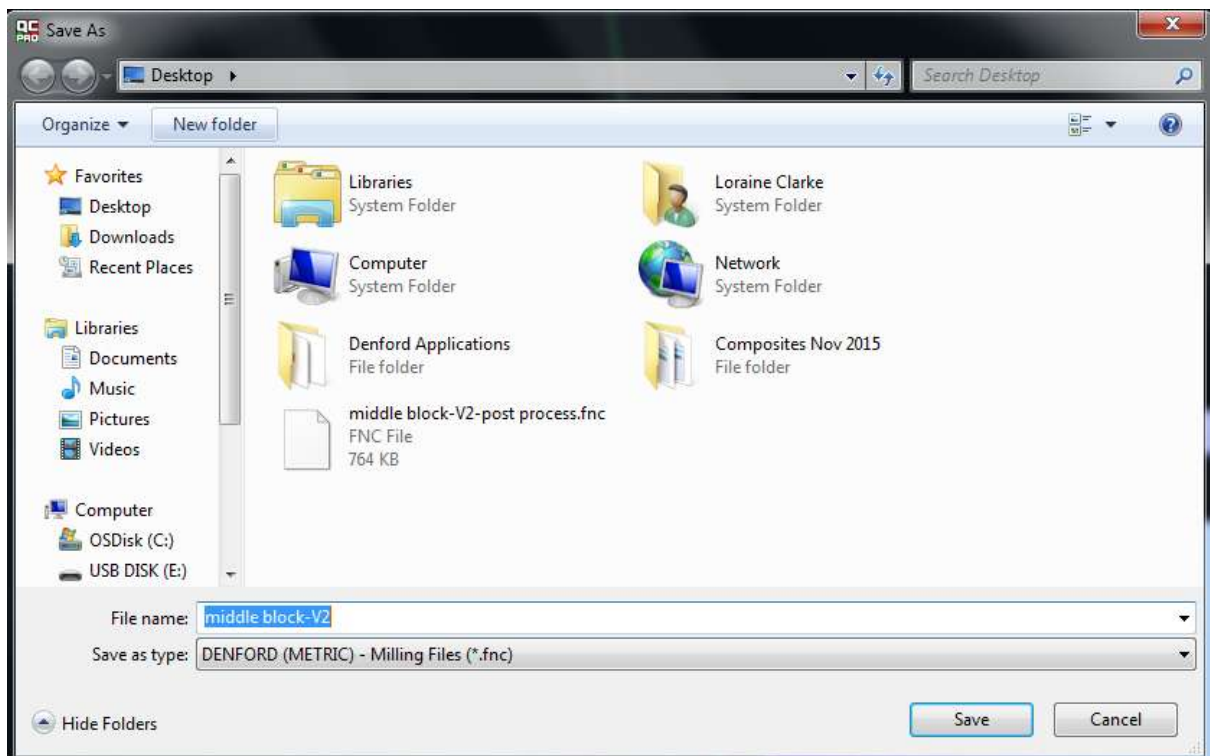 QC
PRO
Save As
Desktop
Search Desktop
Organize
New folder
Favorites
Desktop
Downloads
Recent Places
Libraries
Documents
Music
Pictures
Videos
Computer
OSDisk (C:)
USB DISK (E:)
Libraries
System Folder
Loraine Clarke
System Folder
Computer
System Folder
Network
System Folder
Denford Applications
File folder
Composites Nov 2015
File folder
middle block-V2-post process.fnc
FNC File
764 KB
File name: middle block-V2
Save as type: DENFORD (METRIC) - Milling Files (*.fnc)
Hide Folders
Save
Cancel